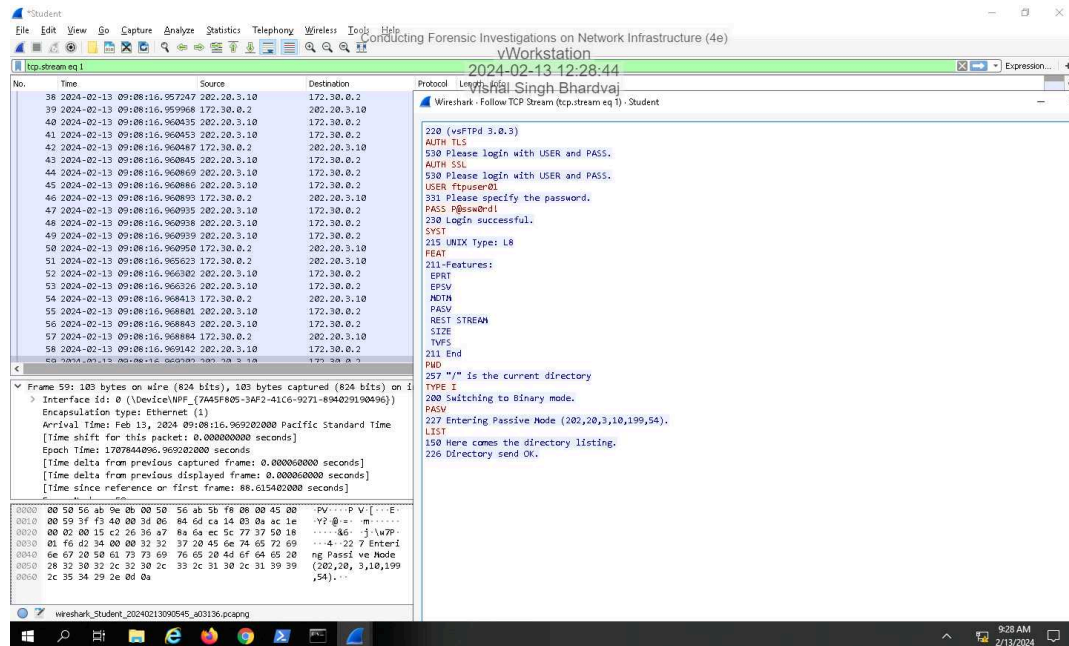 *Student
File Edit View Go Capture Analyze Statistics Telephony Wireless Tools Help
Conducting Forensic Investigations on Network Infrastructure (4e)
vWorkstation
2024-02-13 12:28:44
Vishal Singh Bhardvaj
tcp.stream eq 1
Expression...
No. Time Source Destination Protocol Length Info
38 2024-02-13 09:08:16.957247 202.20.3.10 172.30.0.2
39 2024-02-13 09:08:16.959968 172.30.0.2 202.20.3.10
40 2024-02-13 09:08:16.960435 202.20.3.10 172.30.0.2
41 2024-02-13 09:08:16.960453 202.20.3.10 172.30.0.2
42 2024-02-13 09:08:16.960487 172.30.0.2 202.20.3.10
43 2024-02-13 09:08:16.960845 202.20.3.10 172.30.0.2
44 2024-02-13 09:08:16.960869 202.20.3.10 172.30.0.2
45 2024-02-13 09:08:16.960886 202.20.3.10 172.30.0.2
46 2024-02-13 09:08:16.960893 172.30.0.2 202.20.3.10
47 2024-02-13 09:08:16.960935 202.20.3.10 172.30.0.2
48 2024-02-13 09:08:16.960938 202.20.3.10 172.30.0.2
49 2024-02-13 09:08:16.960939 202.20.3.10 172.30.0.2
50 2024-02-13 09:08:16.960950 172.30.0.2 202.20.3.10
51 2024-02-13 09:08:16.965623 172.30.0.2 202.20.3.10
52 2024-02-13 09:08:16.966302 202.20.3.10 172.30.0.2
53 2024-02-13 09:08:16.966326 202.20.3.10 172.30.0.2
54 2024-02-13 09:08:16.968413 172.30.0.2 202.20.3.10
55 2024-02-13 09:08:16.968801 202.20.3.10 172.30.0.2
56 2024-02-13 09:08:16.968843 202.20.3.10 172.30.0.2
57 2024-02-13 09:08:16.968884 172.30.0.2 202.20.3.10
58 2024-02-13 09:08:16.969142 202.20.3.10 172.30.0.2
59 2024-02-13 09:08:16.969202 202.20.3.10 172.30.0.2
Frame 59: 103 bytes on wire (824 bits), 103 bytes captured (824 bits) on i
Interface id: 0 (\Device\NPF_{7A45F805-3AF2-41C6-9271-894029190496})
Encapsulation type: Ethernet (1)
Arrival Time: Feb 13, 2024 09:08:16.969202000 Pacific Standard Time
[Time shift for this packet: 0.000000000 seconds]
Epoch Time: 1707844096.969202000 seconds
[Time delta from previous captured frame: 0.000060000 seconds]
[Time delta from previous displayed frame: 0.000060000 seconds]
[Time since reference or first frame: 88.615402000 seconds]
0000 00 50 56 ab 9e 0b 00 50 56 ab 5b f8 08 00 45 00 ·PV····P V·[···E·
0010 00 59 3f f3 40 00 3d 06 84 6d ca 14 03 0a ac 1e ·Y?·@·=· ·m······
0020 00 02 00 15 c2 26 36 a7 8a 6a ec 5c 77 37 50 18 ·····&6· ·j·\w7P·
0030 01 f6 d2 34 00 00 32 32 37 20 45 6e 74 65 72 69 ···4··22 7 Enteri
0040 6e 67 20 50 61 73 73 69 76 65 20 4d 6f 64 65 20 ng Passi ve Mode
0050 28 32 30 32 2c 32 30 2c 33 2c 31 30 2c 31 39 39 (202,20, 3,10,199
0060 2c 35 34 29 2e 0d 0a ,54).··
wireshark_Student_20240213090545_a03136.pcapng
Wireshark · Follow TCP Stream (tcp.stream eq 1) · Student
220 (vsFTPd 3.0.3)
AUTH TLS
530 Please login with USER and PASS.
AUTH SSL
530 Please login with USER and PASS.
USER ftpuser01
331 Please specify the password.
PASS P@ssw0rd!
230 Login successful.
SYST
215 UNIX Type: L8
FEAT
211-Features:
EPRT
EPSV
MDTM
PASV
REST STREAM
SIZE
TVFS
211 End
PWD
257 "/" is the current directory
TYPE I
200 Switching to Binary mode.
PASV
227 Entering Passive Mode (202,20,3,10,199,54).
LIST
150 Here comes the directory listing.
226 Directory send OK.
9:28 AM
2/13/2024